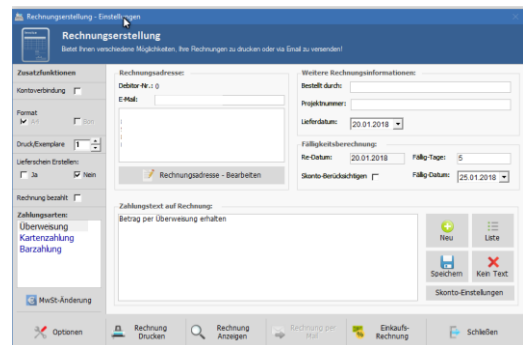 Rechnungserstellung - Einstellungen
Rechnungserstellung
Bietet Ihnen verschiedene Möglichkeiten, Ihre Rechnungen zu drucken oder via Email zu versenden!
Zusatzfunktionen
Kontoverbindung
Format
A4 Bon
Druck/Exemplare 1
Lieferschein Erstellen:
Ja Nein
Rechnung bezahlt
Zahlungsarten:
Überweisung
Kartenzahlung
Barzahlung
MwSt-Änderung
Rechnungsadresse:
Debitor-Nr.: 0
E-Mail:
Rechnungsadresse - Bearbeiten
Weitere Rechnungsinformationen:
Bestellt durch:
Projektnummer:
Lieferdatum: 20.01.2018
Fälligkeitsberechnung:
Re-Datum: 20.01.2018 Fällig-Tage: 5
Skonto-Berücksichtigen Fällig-Datum: 25.01.2018
Zahlungstext auf Rechnung:
Betrag per Überweisung erhalten
Neu Liste
Speichern Kein Text
Skonto-Einstellungen
Optionen
Rechnung Drucken
Rechnung Anzeigen
Rechnung per Mail
Einkaufs-Rechnung
Schließen